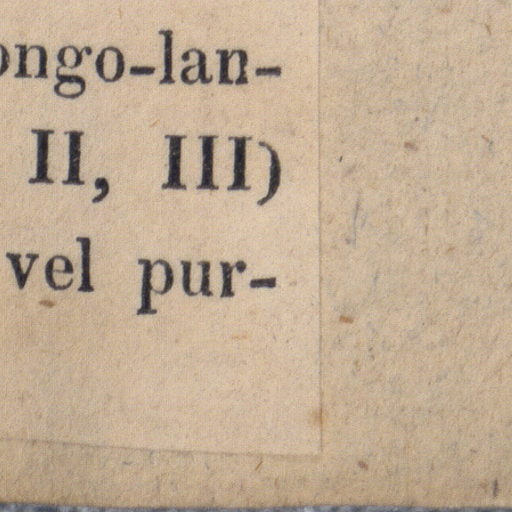 ongo-lan-
II, III)
vel pur-